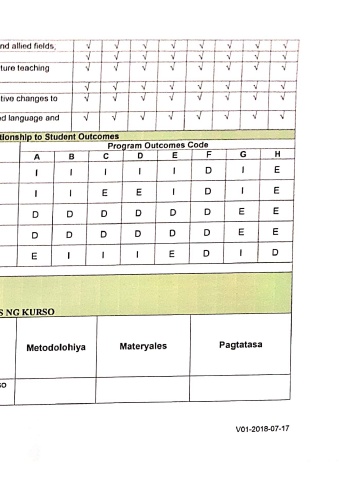 nd allied fields, √ √ √ √ √ √ √ √
√ √ √ √ √ √ √ √
ture teaching √ √ √ √ √ √ √ √
√ √ √ √ √ √ √ √
tive changes to √ √ √ √ √ √ √ √
ed language and √ √ √ √ √ √ √ √
tionship to Student Outcomes
Program Outcomes Code
A B C D E F G H
I I I I I D I E
I I E E I D I E
D D D D D D E E
D D D D D D E E
E I I I E D I D
S NG KURSO
Metodolohiya Materyales Pagtatasa
SO
V01-2018-07-17